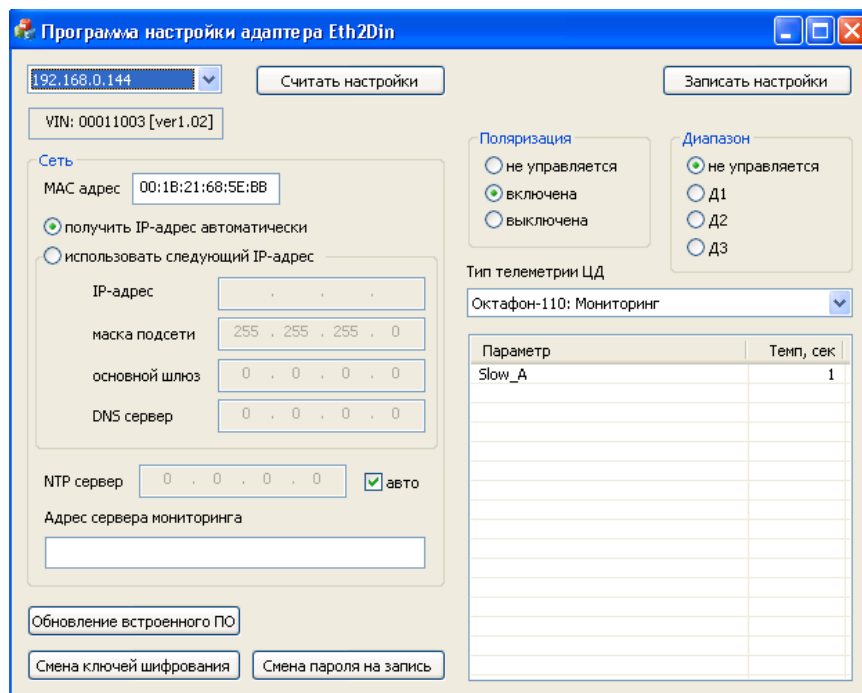 Программа настройки адаптера Eth2Din
192.168.0.144
Считать настройки
Записать настройки
VIN: 00011003 [ver1.02]
Сеть
MAC адрес 00:1B:21:68:5E:BB
получить IP-адрес автоматически
использовать следующий IP-адрес
IP-адрес . . .
маска подсети 255 . 255 . 255 . 0
основной шлюз 0 . 0 . 0 . 0
DNS сервер 0 . 0 . 0 . 0
NTP сервер 0 . 0 . 0 . 0 авто
Адрес сервера мониторинга
Обновление встроенного ПО
Смена ключей шифрования
Смена пароля на запись
Поляризация
не управляется
включена
выключена
Диапазон
не управляется
Д1
Д2
Д3
Тип телеметрии ЦД
Октафон-110: Мониторинг
Параметр Темп, сек
Slow_A 1